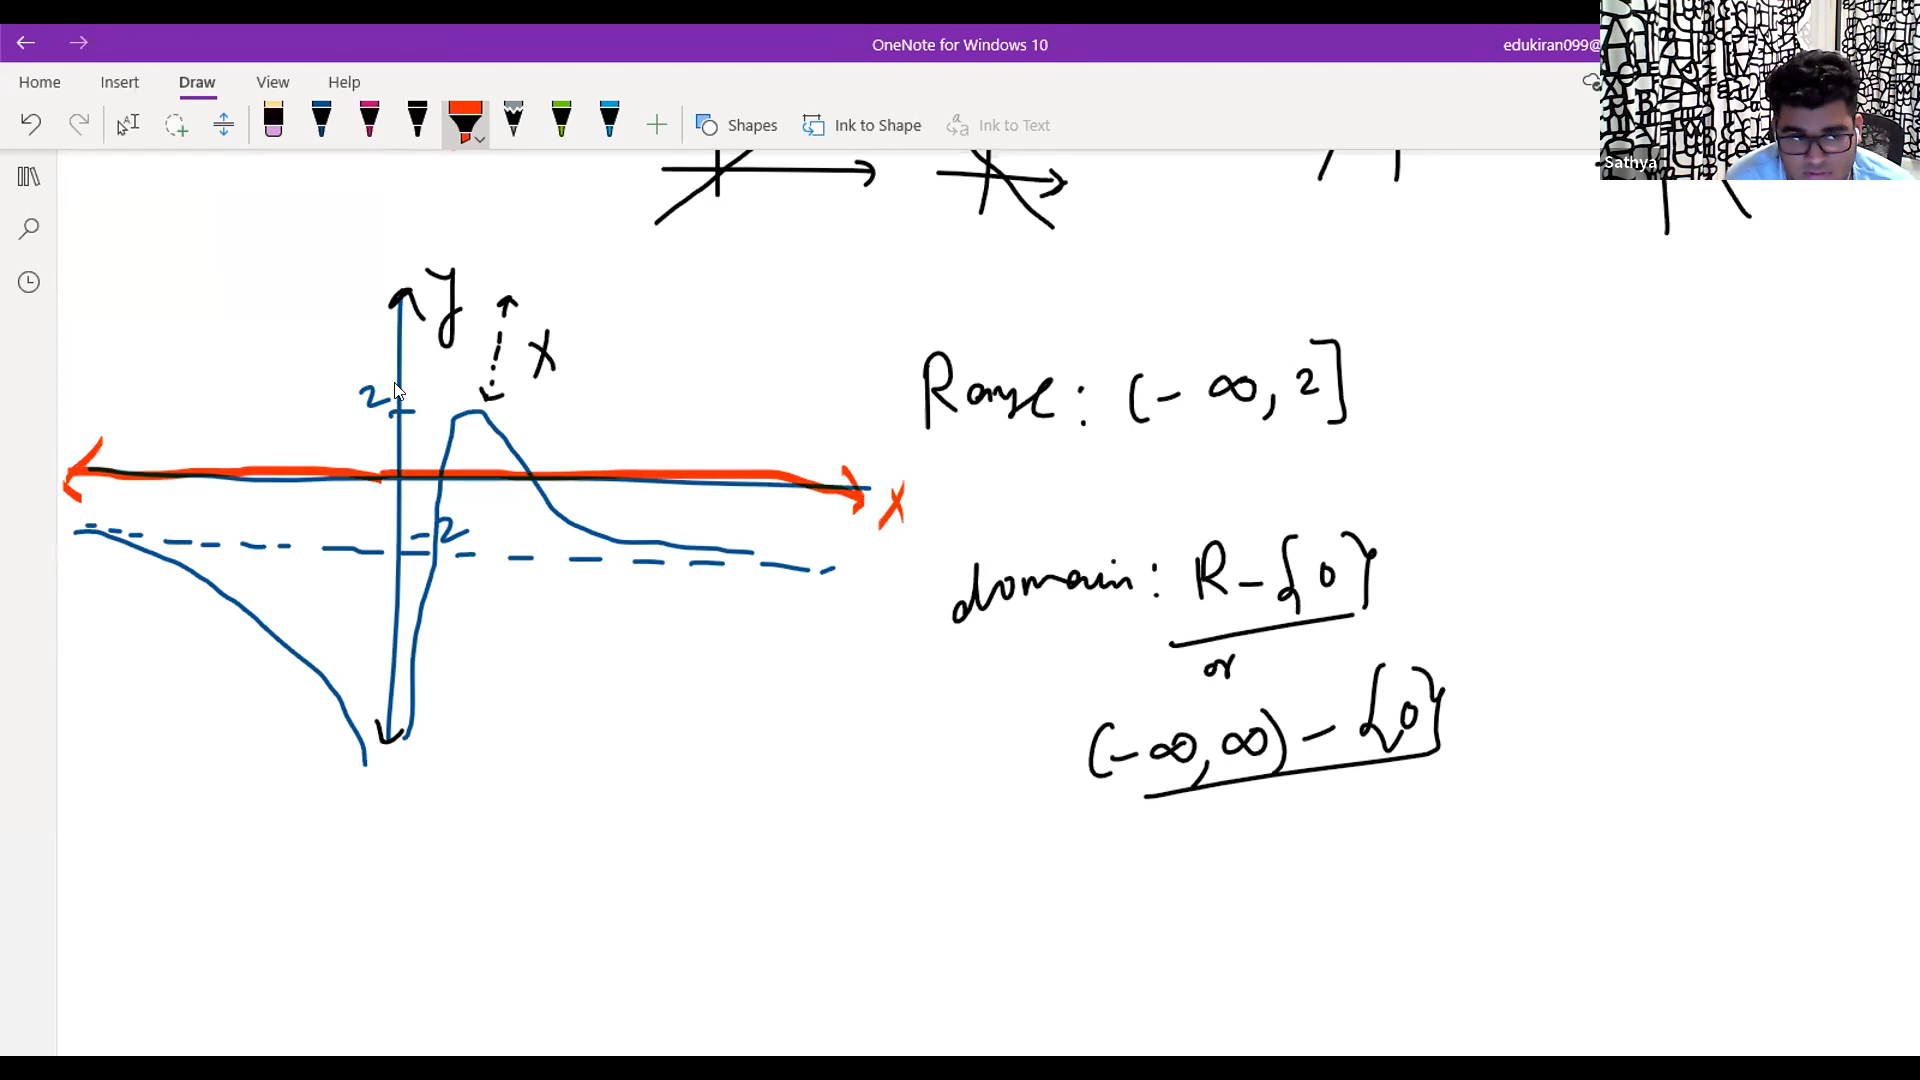 OneNote for Windows 10
edukiran099@
Home Insert Draw View Help
Shapes Ink to Shape Ink to Text
Sathya
y
x
2
Range: (-∞, 2]
x
-2
domain: R - {0}
or
(-∞, ∞) - {0}